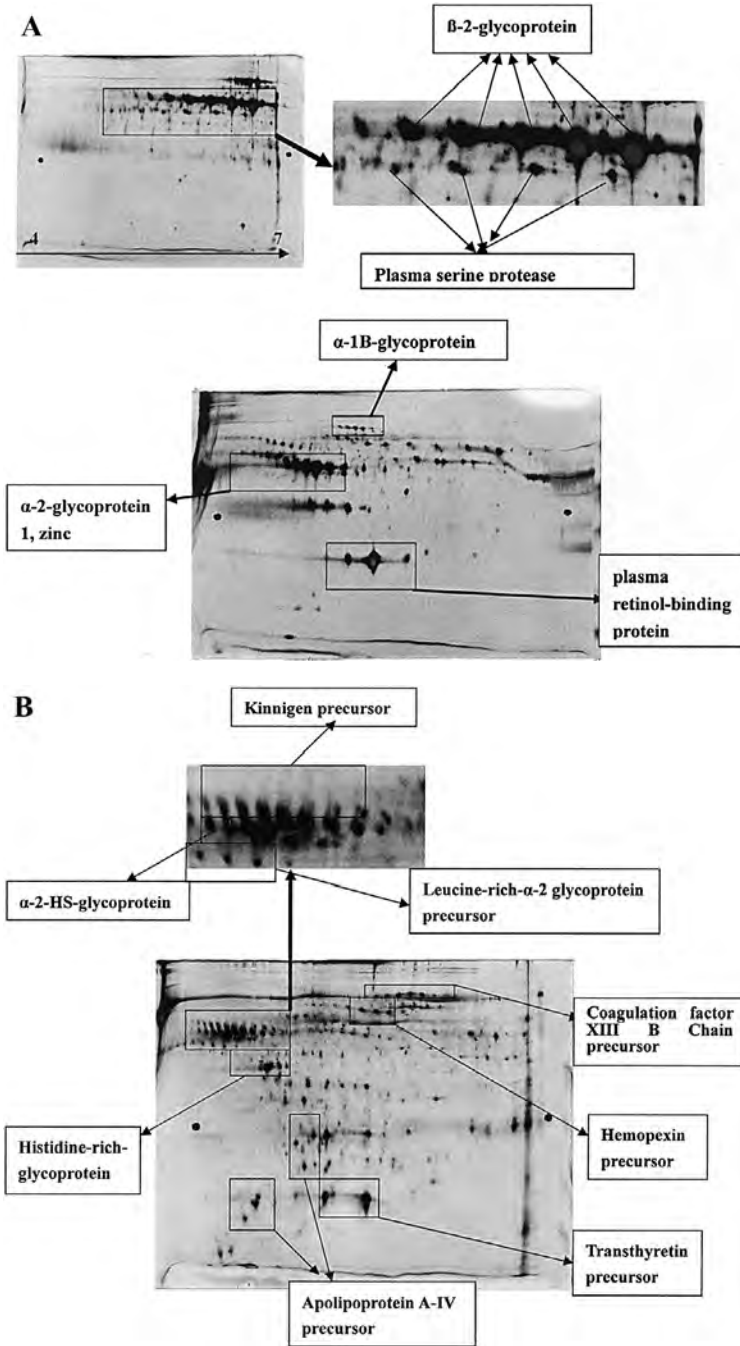 A
ß-2-glycoprotein
4
7
Plasma serine protease
α-1B-glycoprotein
α-2-glycoprotein
1, zinc
plasma
retinol-binding
protein
B
Kinnigen precursor
α-2-HS-glycoprotein
Leucine-rich-α-2 glycoprotein
precursor
Coagulation factor
XIII B Chain
precursor
Histidine-rich-
glycoprotein
Hemopexin
precursor
Transthyretin
precursor
Apolipoprotein A-IV
precursor